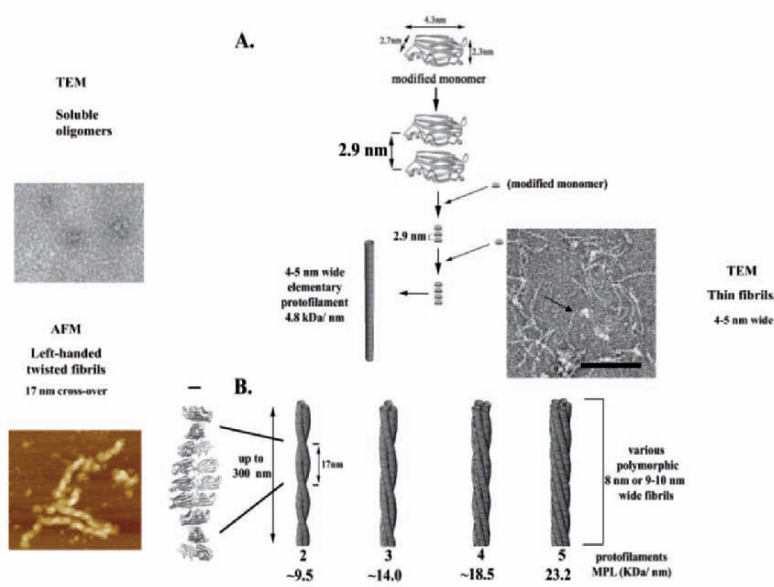 A.
4.3nm
2.7nm
2.3nm
modified monomer
TEM
Soluble
oligomers
2.9 nm
(modified monomer)
2.9 nm
4-5 nm wide
elementary
protofilament
4.8 kDa/ nm
TEM
Thin fibrils
4-5 nm wide
AFM
Left-handed
twisted fibrils
17 nm cross-over
B.
up to
300 nm
17nm
various
polymorphic
8 nm or 9-10 nm
wide fibrils
2 3 4 5 protofilaments
~9.5 ~14.0 ~18.5 23.2 MPL (KDa/ nm)